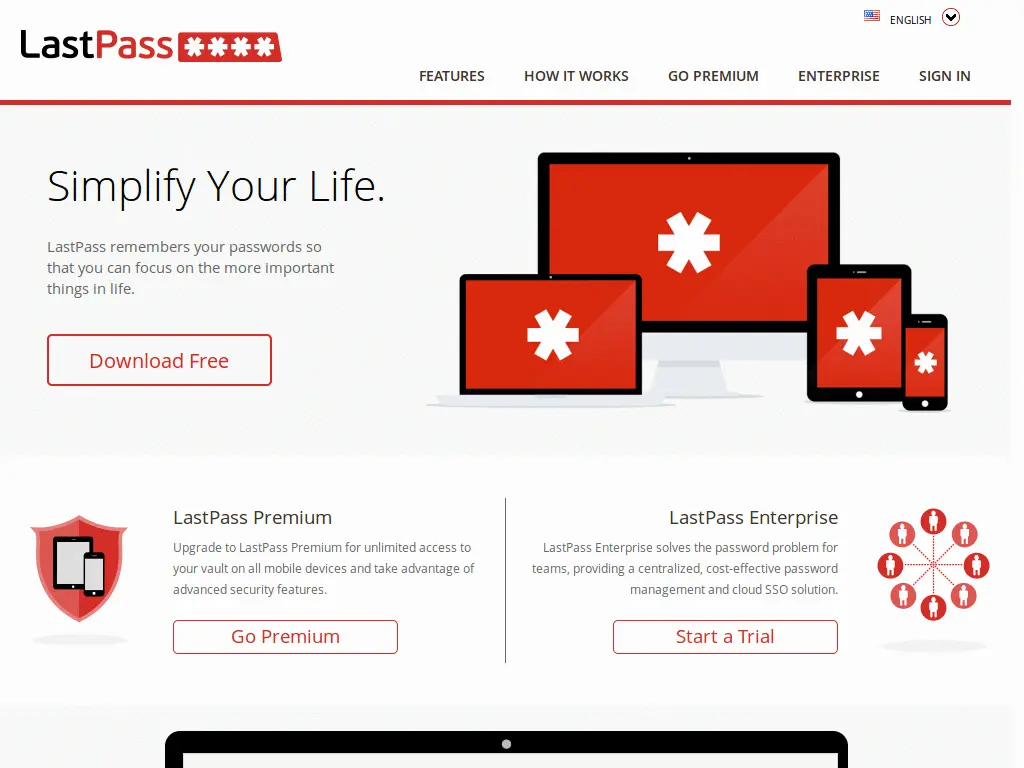 ENGLISH
LastPass ****
FEATURES HOW IT WORKS GO PREMIUM ENTERPRISE SIGN IN
Simplify Your Life.
LastPass remembers your passwords so
that you can focus on the more important
things in life.
Download Free
LastPass Premium
Upgrade to LastPass Premium for unlimited access to
your vault on all mobile devices and take advantage of
advanced security features.
Go Premium
LastPass Enterprise
LastPass Enterprise solves the password problem for
teams, providing a centralized, cost-effective password
management and cloud SSO solution.
Start a Trial